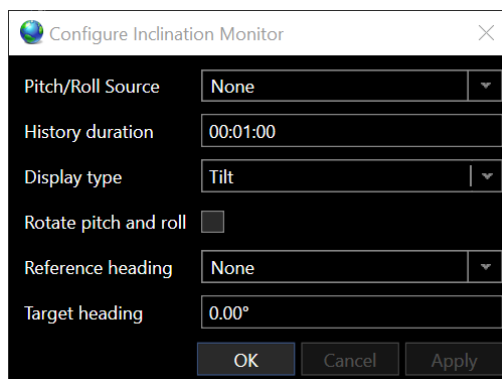 Configure Inclination Monitor
Pitch/Roll Source None
History duration 00:01:00
Display type Tilt
Rotate pitch and roll
Reference heading None
Target heading 0.00°
OK Cancel Apply